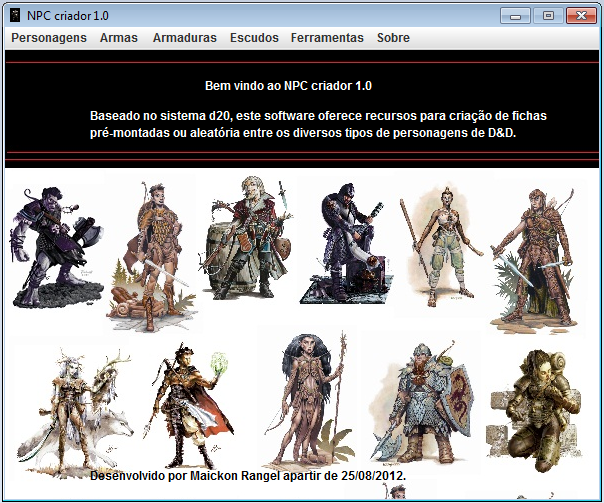 NPC criador 1.0
Personagens Armas Armaduras Escudos Ferramentas Sobre
Bem vindo ao NPC criador 1.0
Baseado no sistema d20, este software oferece recursos para criação de fichas
pré-montadas ou aleatória entre os diversos tipos de personagens de D&D.
Desenvolvido por Maickon Rangel apartir de 25/08/2012.